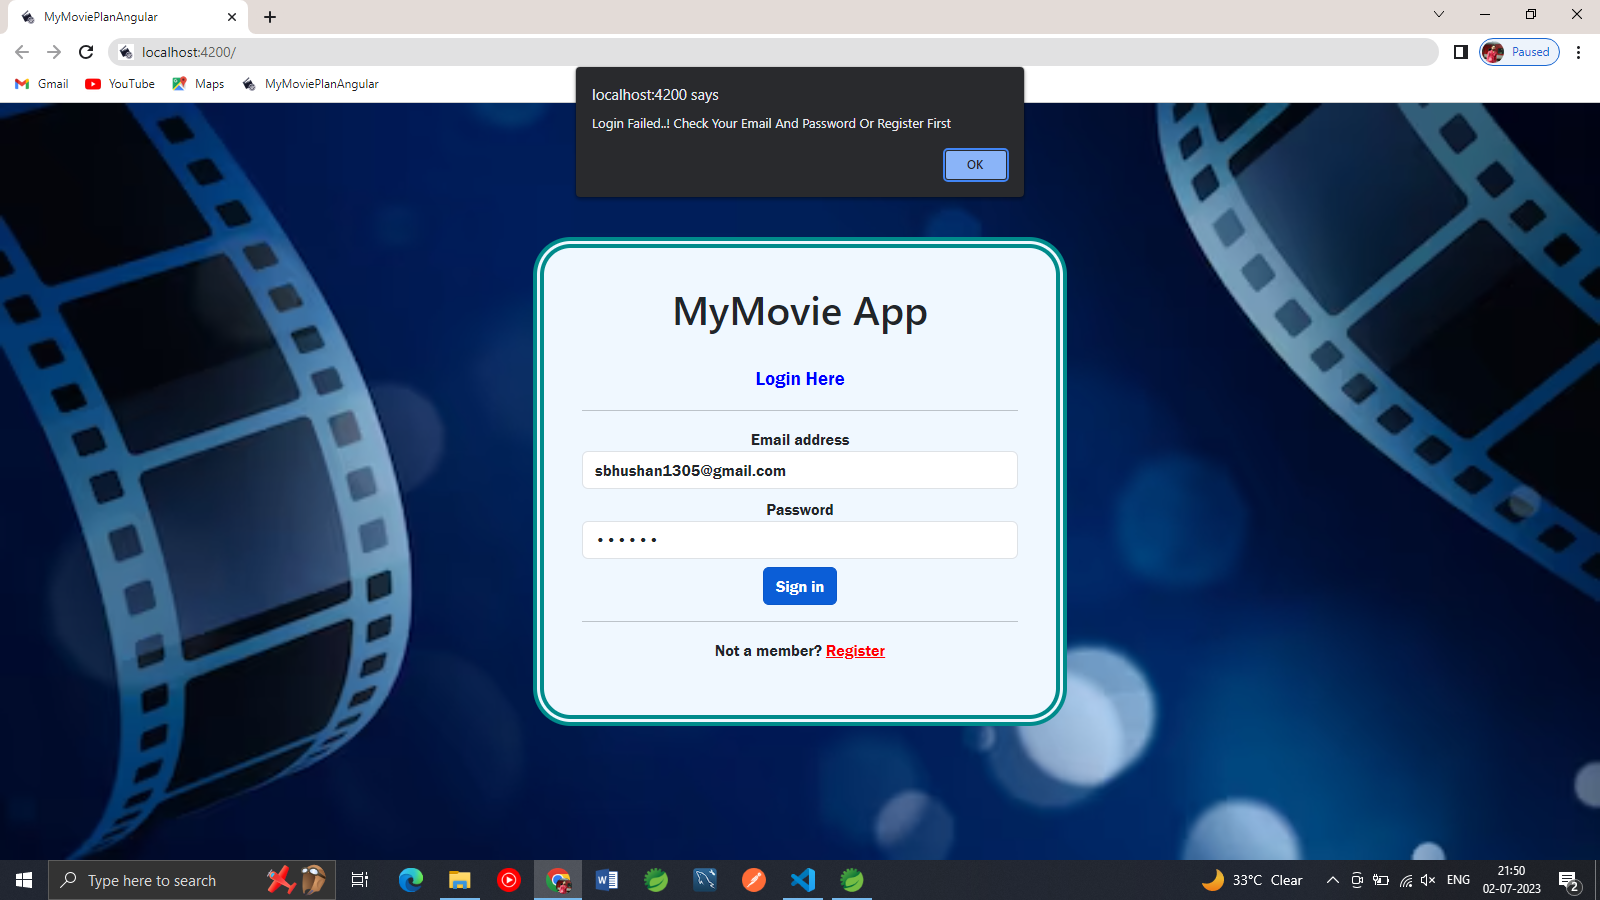 MyMoviePlanAngular
localhost:4200/
Paused
Gmail
YouTube
Maps
MyMoviePlanAngular
localhost:4200 says
Login Failed..! Check Your Email And Password Or Register First
OK
MyMovie App
Login Here
Email address
sbhushan1305@gmail.com
Password
••••••
Sign in
Not a member? Register
Type here to search
33°C Clear
ENG
21:50
02-07-2023
2